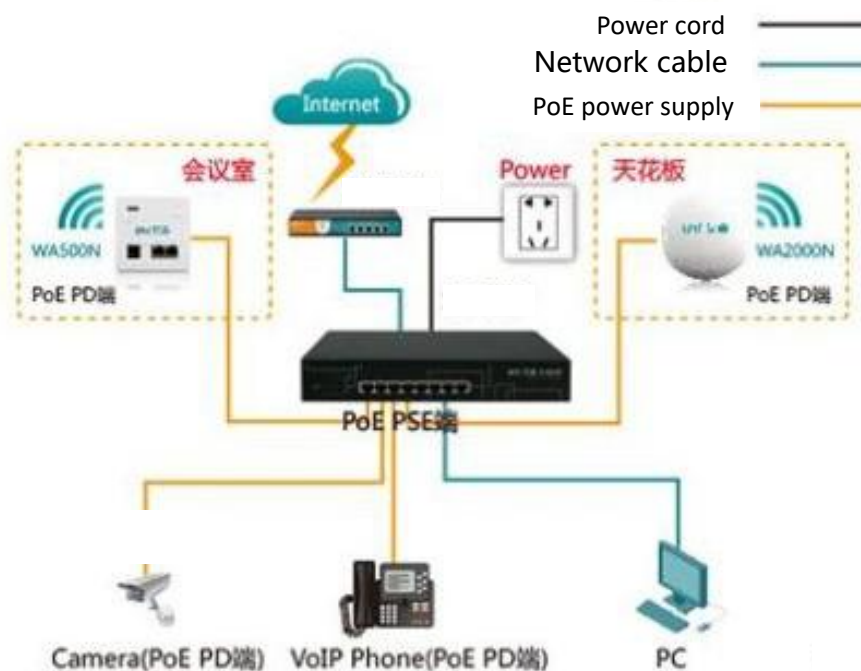 Power cord
Network cable
PoE power supply
Internet
会议室
Power
天花板
WA500N
WA2000N
PoE PD端
PoE PD端
PoE PSE端
Camera(PoE PD端)
VoIP Phone(PoE PD端)
PC